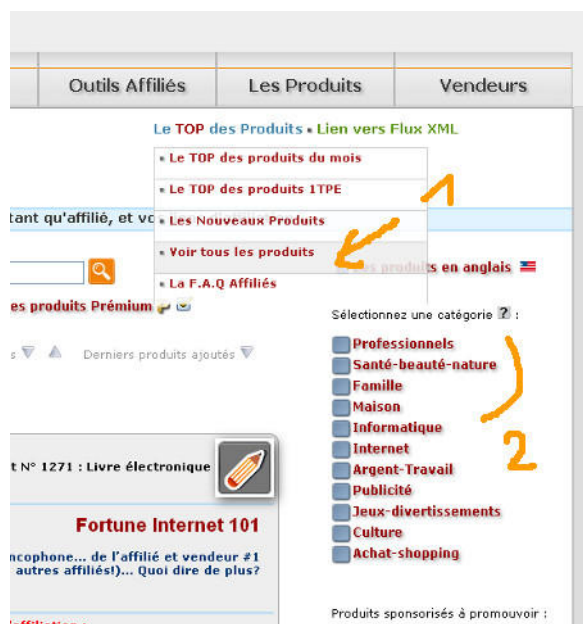 Outils Affiliés Les Produits Vendeurs
Le TOP des Produits • Lien vers Flux XML
• Le TOP des produits du mois
1
• Le TOP des produits 1TPE
tant qu'affilié, et
• Les Nouveaux Produits
• Voir tous les produits
produits en anglais
• La F.A.Q Affiliés
es produits Prémium
Sélectionnez une catégorie ? :
s Derniers produits ajoutés
Professionnels
Santé-beauté-nature
Famille
Maison
Informatique
Internet
Argent-Travail
Publicité
Jeux-divertissements
Culture
Achat-shopping
2
t N° 1271 : Livre électronique
Fortune Internet 101
ncophone... de l'affilié et vendeur #1
autres affiliés!)... Quoi dire de plus?
Produits sponsorisés à promouvoir :